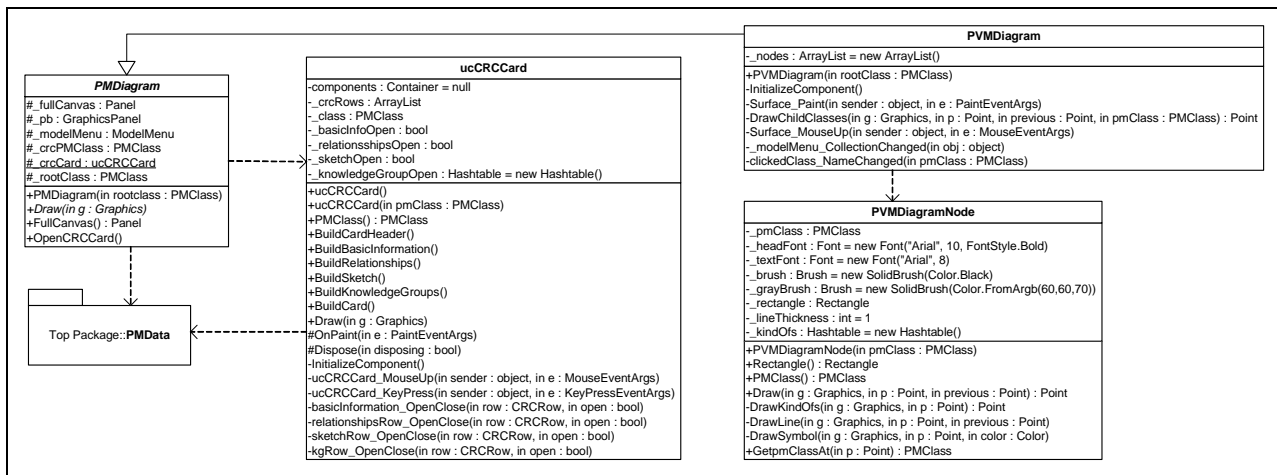 PMDiagram
#_fullCanvas : Panel
#_pb : GraphicsPanel
#_modelMenu : ModelMenu
#_crcPMClass : PMClass
#_crcCard : ucCRCCard
#_rootClass : PMClass
+PMDiagram(in rootclass : PMClass)
+Draw(in g : Graphics)
+FullCanvas() : Panel
+OpenCRCCard()
Top Package::PMData
ucCRCCard
-components : Container = null
-_crcRows : ArrayList
-_class : PMClass
-_basicInfoOpen : bool
-_relationsshipsOpen : bool
-_sketchOpen : bool
-_knowledgeGroupOpen : Hashtable = new Hashtable()
+ucCRCCard()
+ucCRCCard(in pmClass : PMClass)
+PMClass() : PMClass
+BuildCardHeader()
+BuildBasicInformation()
+BuildRelationships()
+BuildSketch()
+BuildKnowledgeGroups()
+BuildCard()
+Draw(in g : Graphics)
#OnPaint(in e : PaintEventArgs)
#Dispose(in disposing : bool)
-InitializeComponent()
-ucCRCCard_MouseUp(in sender : object, in e : MouseEventArgs)
-ucCRCCard_KeyPress(in sender : object, in e : KeyPressEventArgs)
-basicInformation_OpenClose(in row : CRCRow, in open : bool)
-relationshipsRow_OpenClose(in row : CRCRow, in open : bool)
-sketchRow_OpenClose(in row : CRCRow, in open : bool)
-kgRow_OpenClose(in row : CRCRow, in open : bool)
PVMDiagram
-_nodes : ArrayList = new ArrayList()
+PVMDiagram(in rootClass : PMClass)
-InitializeComponent()
-Surface_Paint(in sender : object, in e : PaintEventArgs)
-DrawChildClasses(in g : Graphics, in p : Point, in previous : Point, in pmClass : PMClass) : Point
-Surface_MouseUp(in sender : object, in e : MouseEventArgs)
-_modelMenu_CollectionChanged(in obj : object)
-clickedClass_NameChanged(in pmClass : PMClass)
PVMDiagramNode
-_pmClass : PMClass
-_headFont : Font = new Font("Arial", 10, FontStyle.Bold)
-_textFont : Font = new Font("Arial", 8)
-_brush : Brush = new SolidBrush(Color.Black)
-_grayBrush : Brush = new SolidBrush(Color.FromArgb(60,60,70))
-_rectangle : Rectangle
-_lineThickness : int = 1
-_kindOfs : Hashtable = new Hashtable()
+PVMDiagramNode(in pmClass : PMClass)
+Rectangle() : Rectangle
+PMClass() : PMClass
+Draw(in g : Graphics, in p : Point, in previous : Point) : Point
-DrawKindOfs(in g : Graphics, in p : Point) : Point
-DrawLine(in g : Graphics, in p : Point, in previous : Point)
-DrawSymbol(in g : Graphics, in p : Point, in color : Color)
+GetpmClassAt(in p : Point) : PMClass